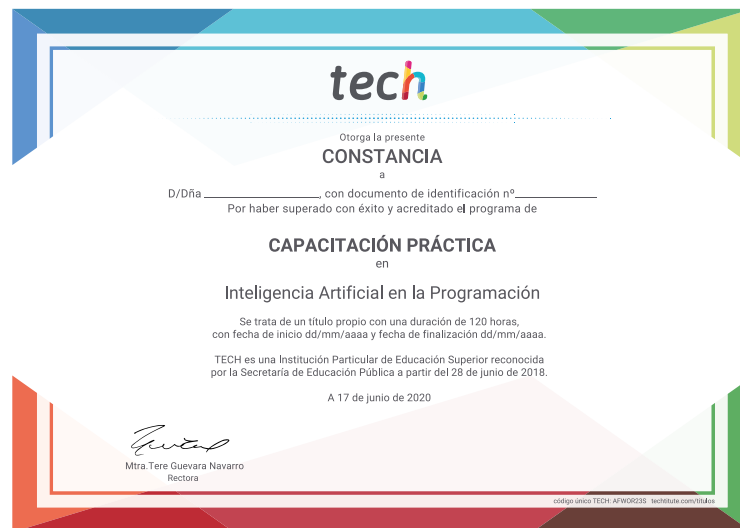 tech
Otorga la presente
CONSTANCIA
a
D/Dña ____________________, con documento de identificación nº______________
Por haber superado con éxito y acreditado el programa de
CAPACITACIÓN PRÁCTICA
en
Inteligencia Artificial en la Programación
Se trata de un título propio con una duración de 120 horas,
con fecha de inicio dd/mm/aaaa y fecha de finalización dd/mm/aaaa.
TECH es una Institución Particular de Educación Superior reconocida
por la Secretaría de Educación Pública a partir del 28 de junio de 2018.
A 17 de junio de 2020
Mtra.Tere Guevara Navarro
Rectora
código único TECH: AFWOR23S techtitute.com/titulos